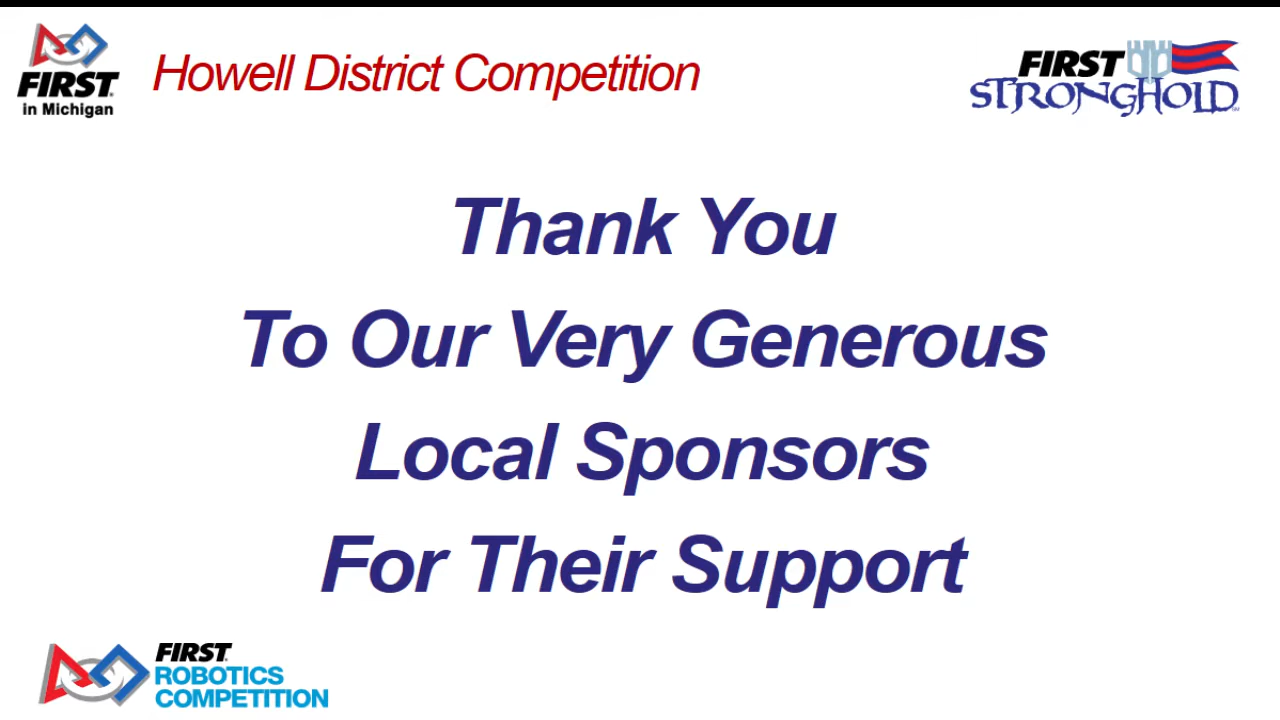 FIRST
in Michigan
Howell District Competition
FIRST
STRONGHOLD
Thank You
To Our Very Generous
Local Sponsors
For Their Support
FIRST
ROBOTICS
COMPETITION